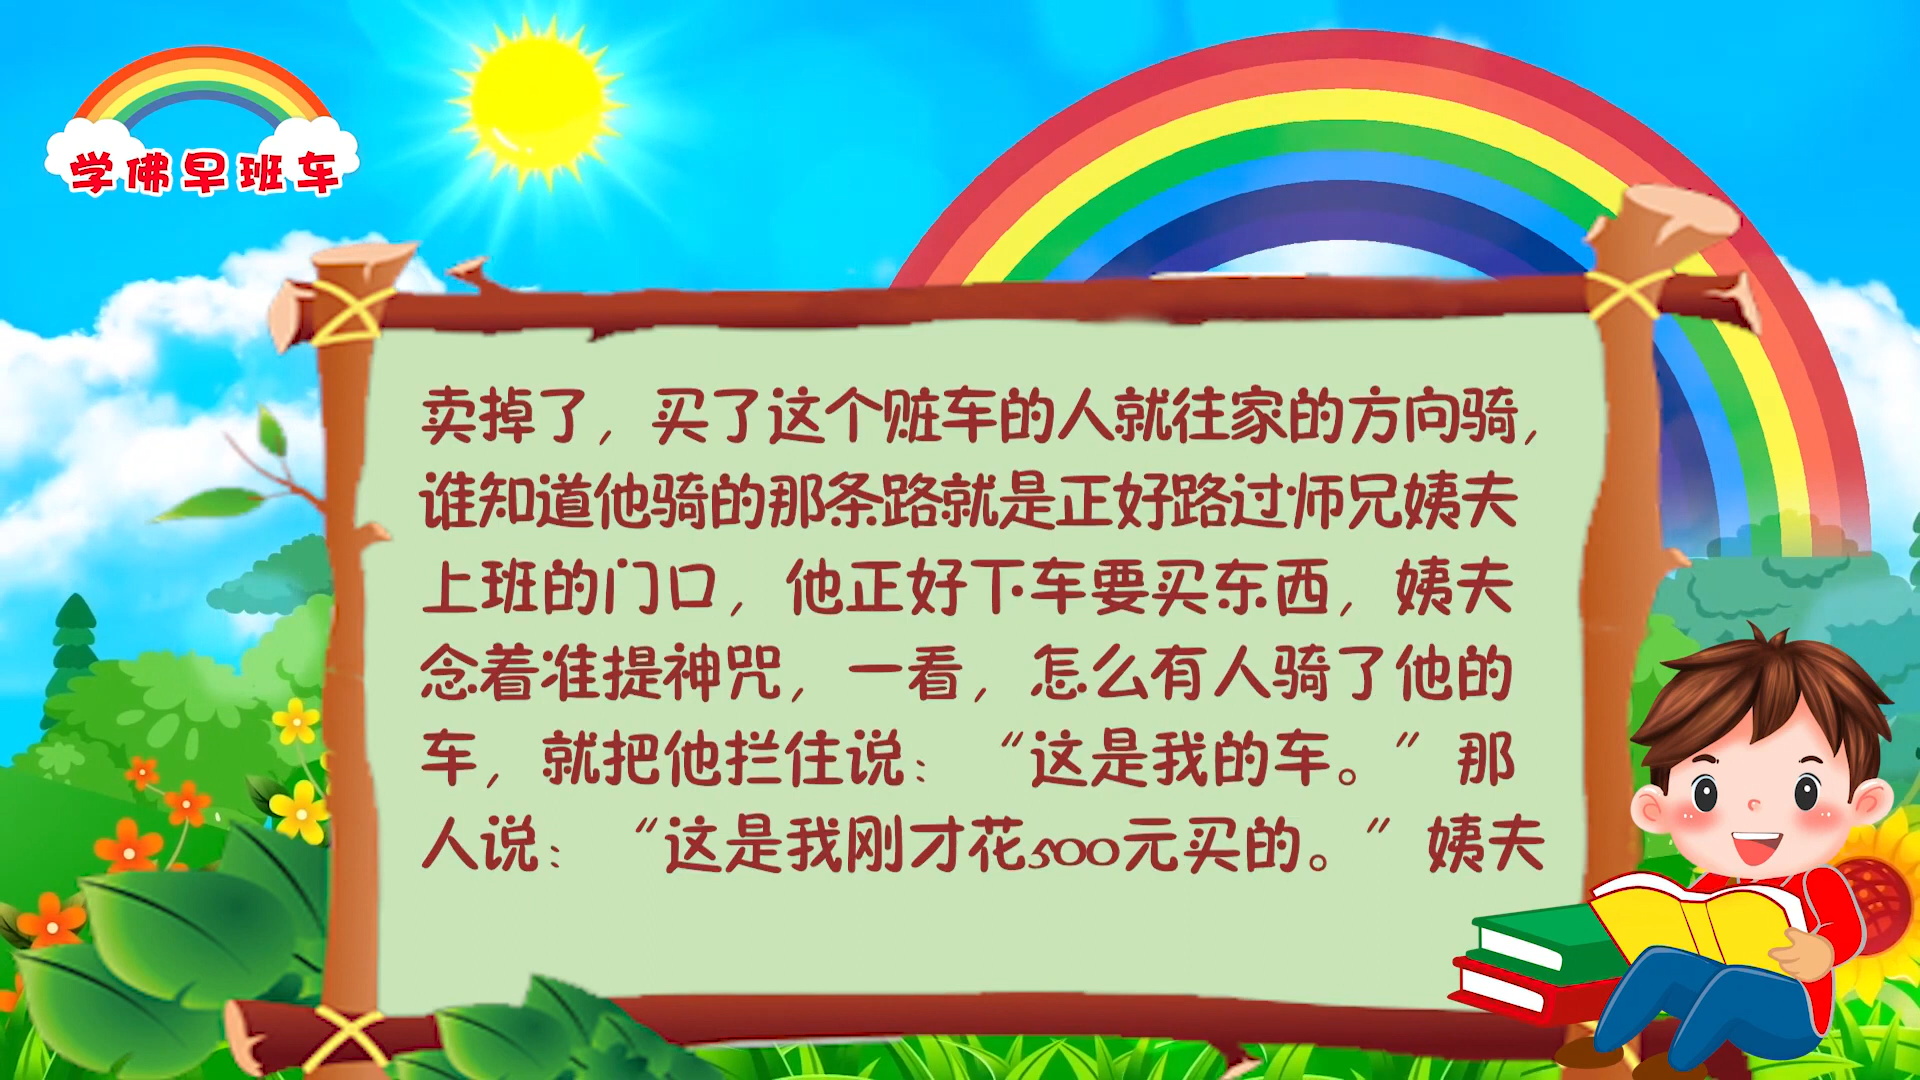 学佛早班车
卖掉了，买了这个赃车的人就往家的方向骑，
谁知道他骑的那条路就是正好路过师兄姨夫
上班的门口，他正好下车要买东西，姨夫
念着准提神咒，一看，怎么有人骑了他的
车，就把他拦住说：“这是我的车。”那
人说：“这是我刚才花500元买的。”姨夫